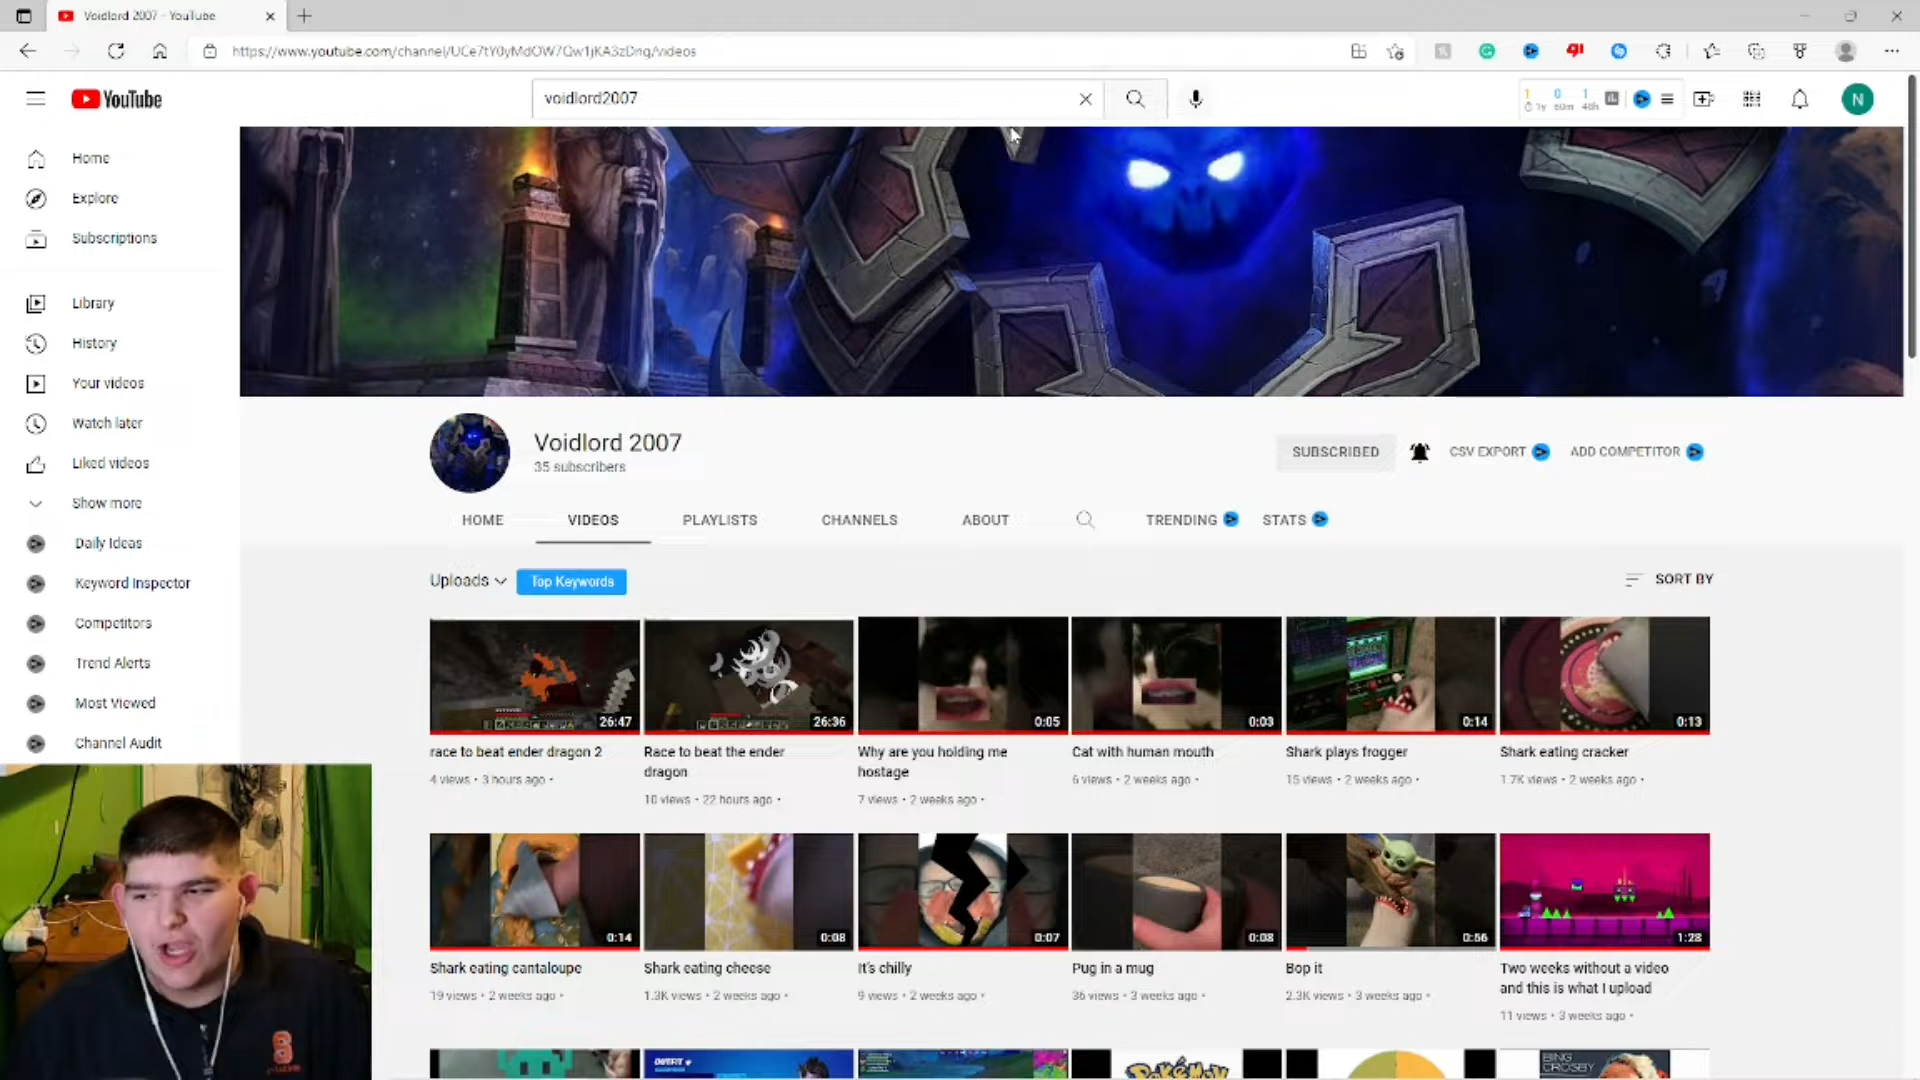 Voidlord 2007 - YouTube
https://www.youtube.com/channel/UCe7tY0yMdOW7Qw1jKA3zDng/videos
YouTube
voidlord2007
1 0 1
1y 60m 48h
N
Home
Explore
Subscriptions
Library
History
Your videos
Watch later
Liked videos
Show more
Daily Ideas
Keyword Inspector
Competitors
Trend Alerts
Most Viewed
Channel Audit
Voidlord 2007
35 subscribers
SUBSCRIBED
CSV EXPORT
ADD COMPETITOR
HOME VIDEOS PLAYLISTS CHANNELS ABOUT TRENDING STATS
Uploads
Top Keywords
SORT BY
26:47 26:36 0:05 0:03 0:14 0:13
race to beat ender dragon 2
4 views • 3 hours ago •
Race to beat the ender
dragon
10 views • 22 hours ago •
Why are you holding me
hostage
7 views • 2 weeks ago •
Cat with human mouth
6 views • 2 weeks ago •
Shark plays frogger
15 views • 2 weeks ago •
Shark eating cracker
1.7K views • 2 weeks ago •
0:14 0:08 0:07 0:08 0:56 1:28
Shark eating cantaloupe
19 views • 2 weeks ago •
Shark eating cheese
1.3K views • 2 weeks ago •
It's chilly
9 views • 2 weeks ago •
Pug in a mug
36 views • 3 weeks ago •
Bop it
2.3K views • 3 weeks ago •
Two weeks without a video
and this is what I upload
11 views • 3 weeks ago •
OUTFIT
Pokémon
BING
CROSBY
S